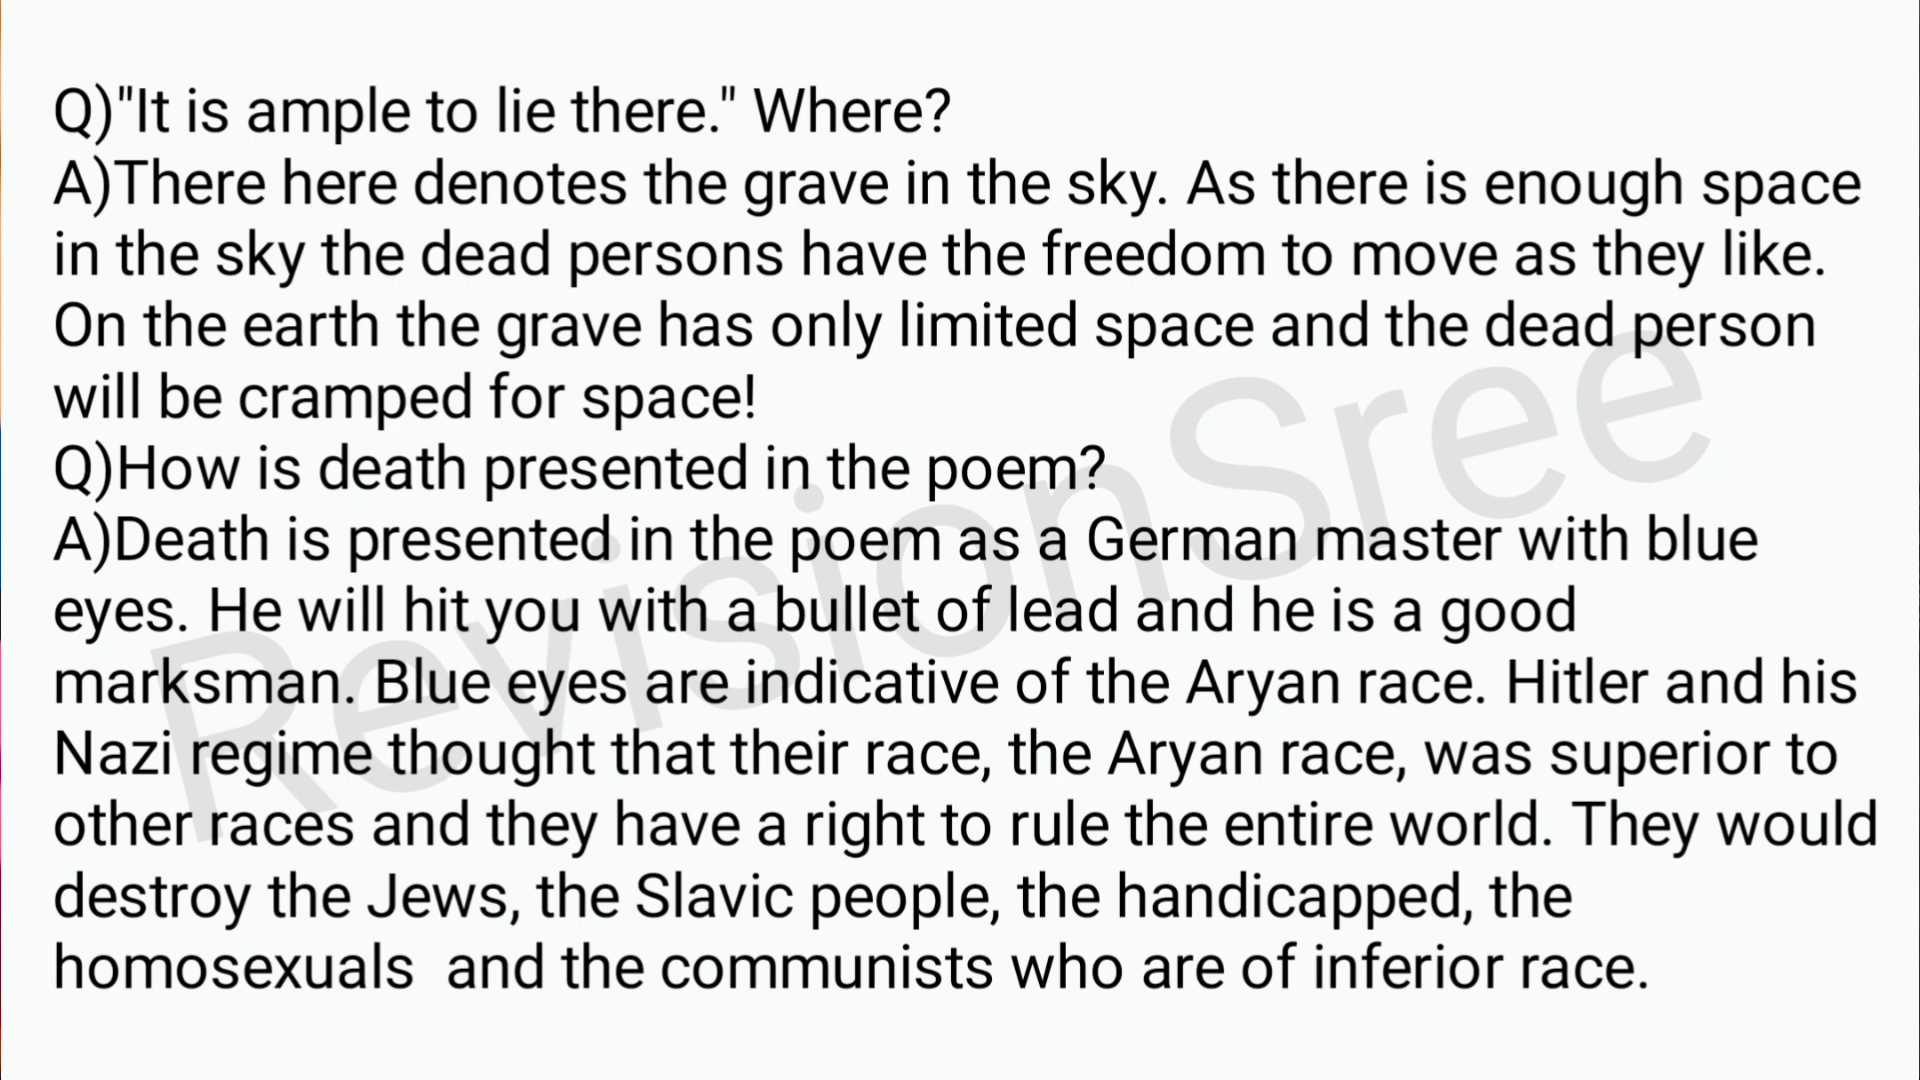 Q)"It is ample to lie there." Where?
A)There here denotes the grave in the sky. As there is enough space
in the sky the dead persons have the freedom to move as they like.
On the earth the grave has only limited space and the dead person
will be cramped for space!
Q)How is death presented in the poem?
A)Death is presented in the poem as a German master with blue
eyes. He will hit you with a bullet of lead and he is a good
marksman. Blue eyes are indicative of the Aryan race. Hitler and his
Nazi regime thought that their race, the Aryan race, was superior to
other races and they have a right to rule the entire world. They would
destroy the Jews, the Slavic people, the handicapped, the
homosexuals  and the communists who are of inferior race.
RevisionSree